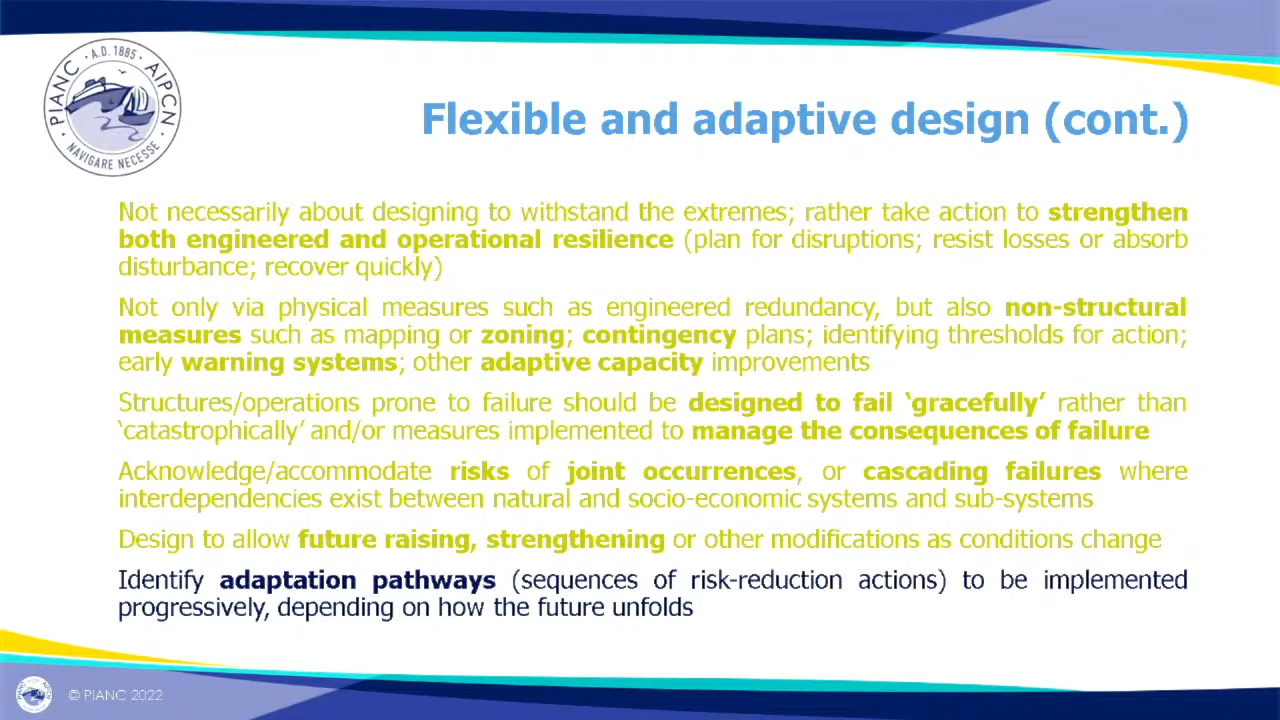 PIANC · A.D. 1885 · AIPCN
NAVIGARE NECESSE
Flexible and adaptive design (cont.)
Not necessarily about designing to withstand the extremes; rather take action to strengthen
both engineered and operational resilience (plan for disruptions; resist losses or absorb
disturbance; recover quickly)
Not only via physical measures such as engineered redundancy, but also non-structural
measures such as mapping or zoning; contingency plans; identifying thresholds for action;
early warning systems; other adaptive capacity improvements
Structures/operations prone to failure should be designed to fail ‘gracefully’ rather than
‘catastrophically’ and/or measures implemented to manage the consequences of failure
Acknowledge/accommodate risks of joint occurrences, or cascading failures where
interdependencies exist between natural and socio-economic systems and sub-systems
Design to allow future raising, strengthening or other modifications as conditions change
Identify adaptation pathways (sequences of risk-reduction actions) to be implemented
progressively, depending on how the future unfolds
© PIANC 2022